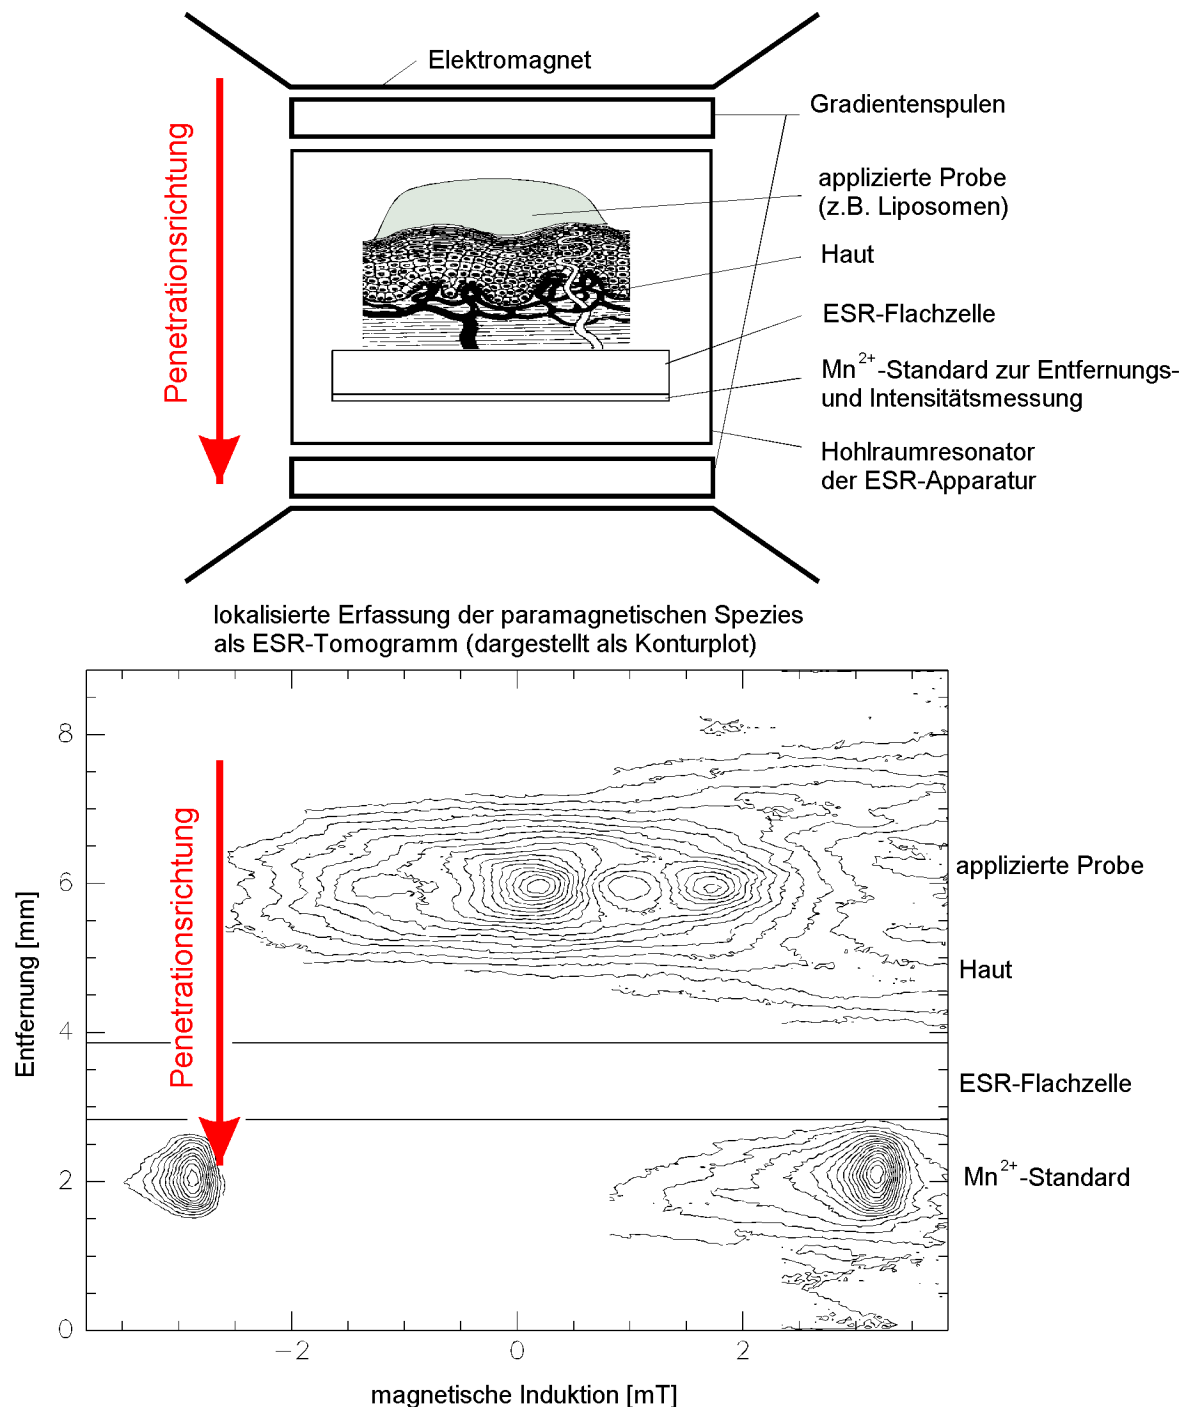 Elektromagnet
Gradientenspulen
Penetrationsrichtung
applizierte Probe
(z.B. Liposomen)
Haut
ESR-Flachzelle
Mn²⁺-Standard zur Entfernungs-
und Intensitätsmessung
Hohlraumresonator
der ESR-Apparatur
lokalisierte Erfassung der paramagnetischen Spezies
als ESR-Tomogramm (dargestellt als Konturplot)
8
6
4
2
0
Entfernung [mm]
Penetrationsrichtung
applizierte Probe
Haut
ESR-Flachzelle
Mn²⁺-Standard
−2
0
2
magnetische Induktion [mT]